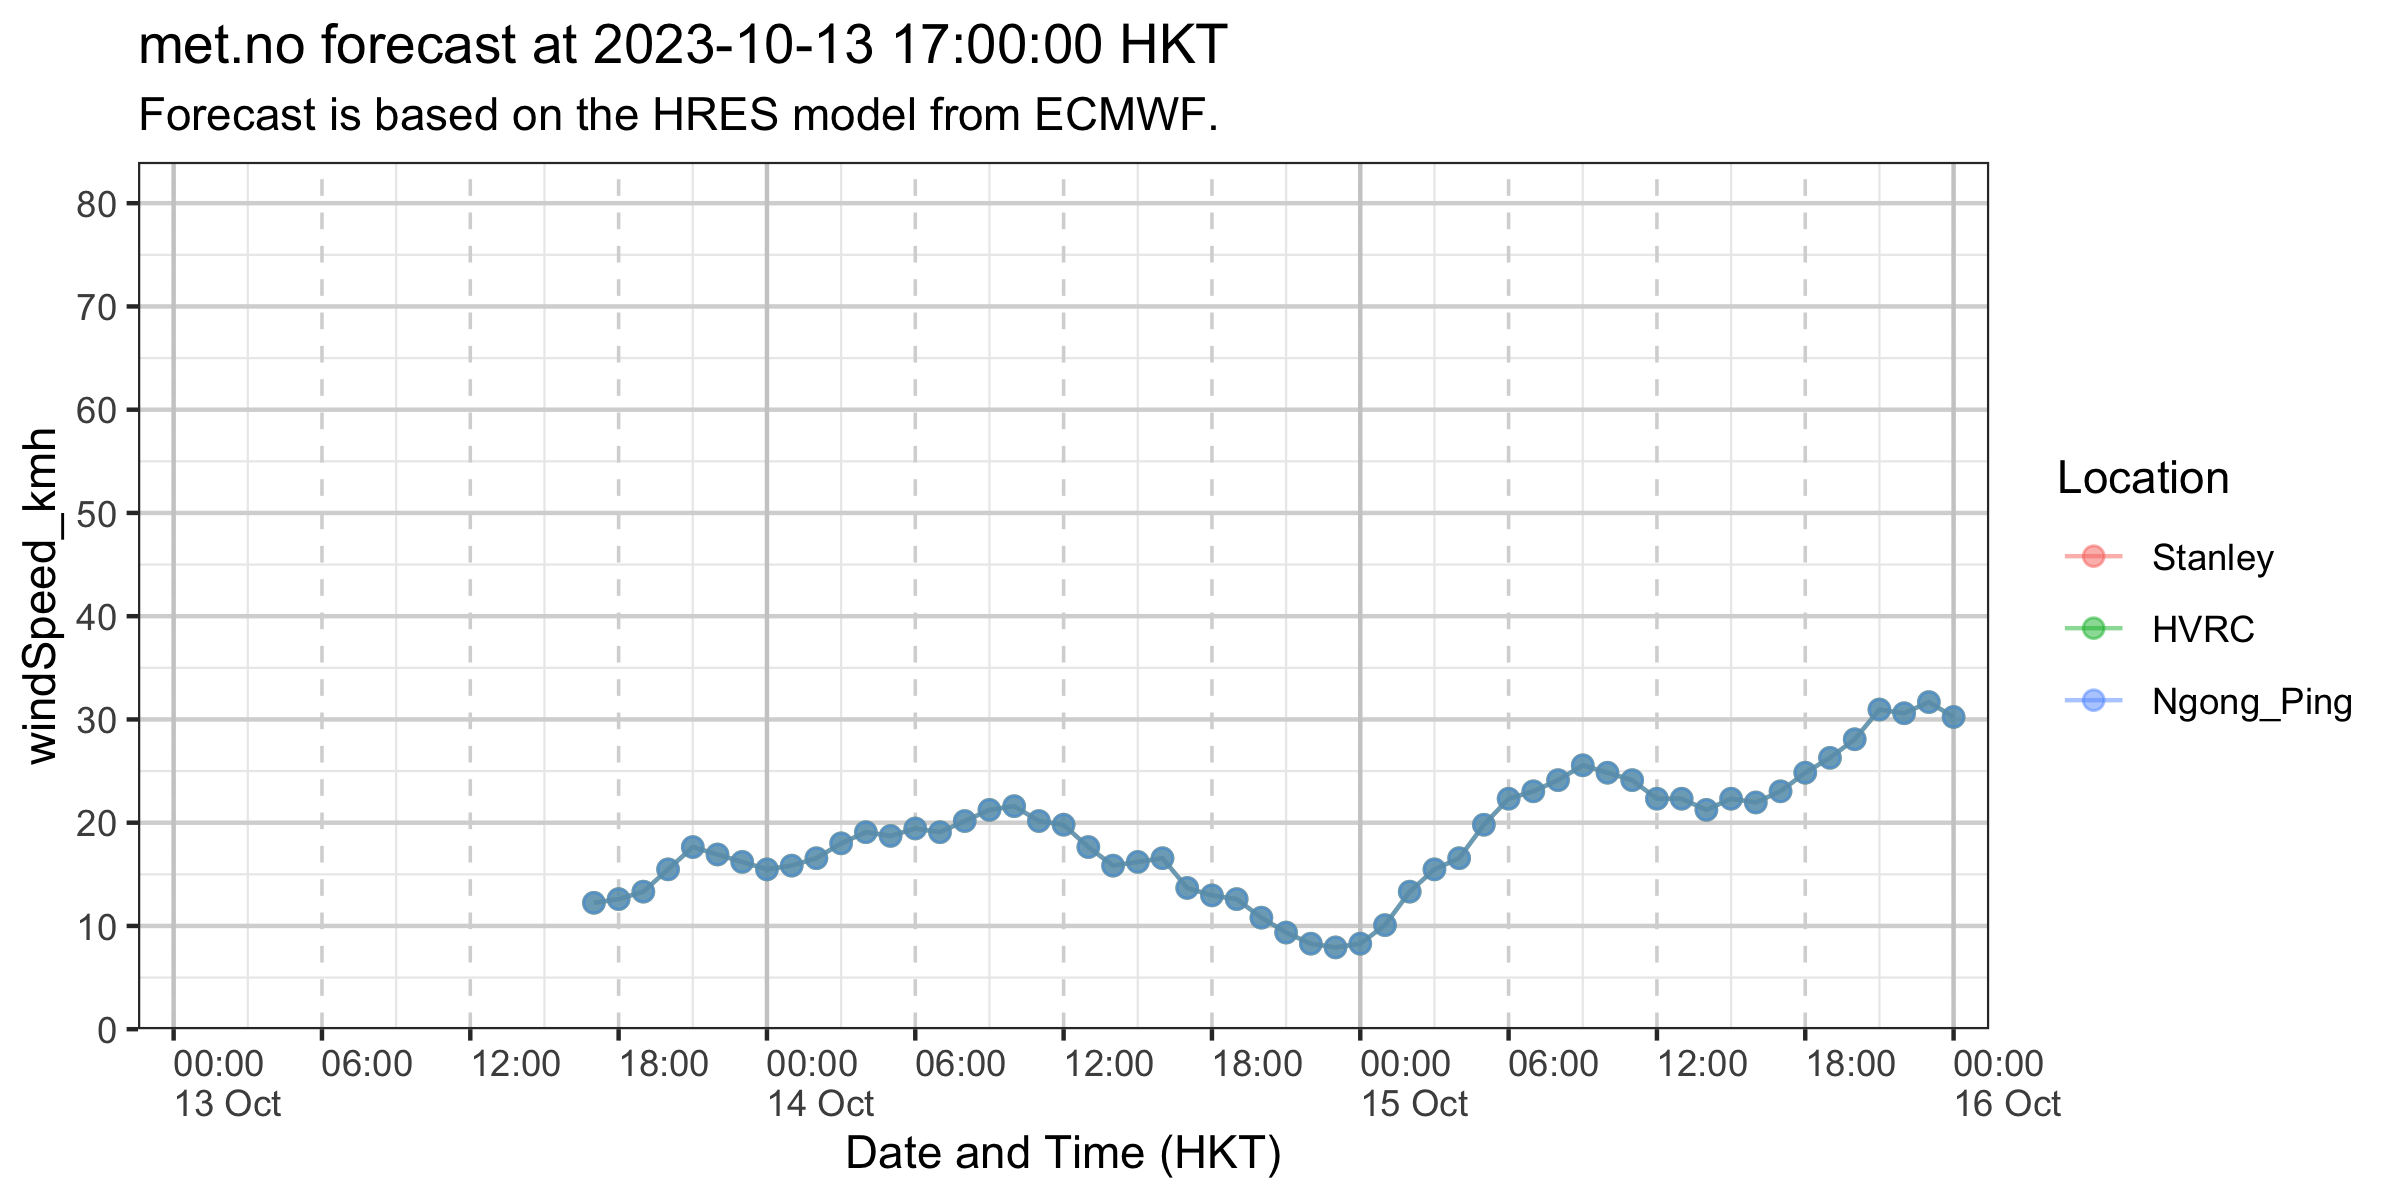 met.no forecast at 2023-10-13 17:00:00 HKT
Forecast is based on the HRES model from ECMWF.
windSpeed_kmh
80
70
60
50
40
30
20
10
0
00:00 06:00 12:00 18:00 00:00 06:00 12:00 18:00 00:00 06:00 12:00 18:00 00:00
13 Oct 14 Oct 15 Oct 16 Oct
Date and Time (HKT)
Location
Stanley
HVRC
Ngong_Ping